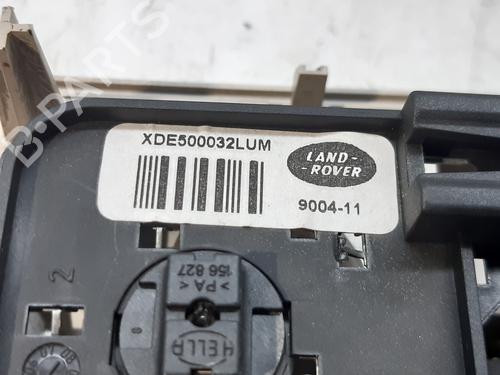 XDE500032LUM
LAND-
-ROVER
9004-11
156 827
>PA<
HELLA
2
B-PARTS